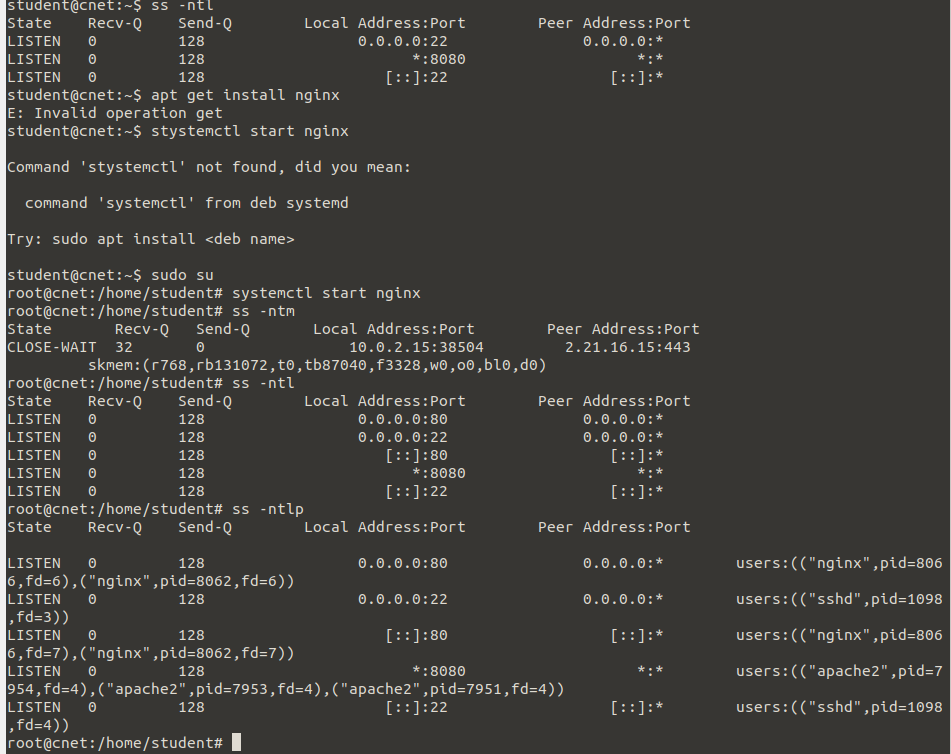 student@cnet:~$ ss -ntl
State    Recv-Q    Send-Q        Local Address:Port        Peer Address:Port
LISTEN   0         128                 0.0.0.0:22               0.0.0.0:*
LISTEN   0         128                       *:8080                   *:*
LISTEN   0         128                    [::]:22                  [::]:*
student@cnet:~$ apt get install nginx
E: Invalid operation get
student@cnet:~$ stystemctl start nginx
Command 'stystemctl' not found, did you mean:
  command 'systemctl' from deb systemd
Try: sudo apt install <deb name>
student@cnet:~$ sudo su
root@cnet:/home/student# systemctl start nginx
root@cnet:/home/student# ss -ntm
State       Recv-Q   Send-Q       Local Address:Port        Peer Address:Port
CLOSE-WAIT  32       0                10.0.2.15:38504         2.21.16.15:443
         skmem:(r768,rb131072,t0,tb87040,f3328,w0,o0,bl0,d0)
root@cnet:/home/student# ss -ntl
State    Recv-Q    Send-Q        Local Address:Port        Peer Address:Port
LISTEN   0         128                 0.0.0.0:80               0.0.0.0:*
LISTEN   0         128                 0.0.0.0:22               0.0.0.0:*
LISTEN   0         128                    [::]:80                  [::]:*
LISTEN   0         128                       *:8080                   *:*
LISTEN   0         128                    [::]:22                  [::]:*
root@cnet:/home/student# ss -ntlp
State    Recv-Q    Send-Q        Local Address:Port        Peer Address:Port
LISTEN   0         128                 0.0.0.0:80               0.0.0.0:*        users:(("nginx",pid=806
6,fd=6),("nginx",pid=8062,fd=6))
LISTEN   0         128                 0.0.0.0:22               0.0.0.0:*        users:(("sshd",pid=1098
,fd=3))
LISTEN   0         128                    [::]:80                  [::]:*        users:(("nginx",pid=806
6,fd=7),("nginx",pid=8062,fd=7))
LISTEN   0         128                       *:8080                   *:*        users:(("apache2",pid=7
954,fd=4),("apache2",pid=7953,fd=4),("apache2",pid=7951,fd=4))
LISTEN   0         128                    [::]:22                  [::]:*        users:(("sshd",pid=1098
,fd=4))
root@cnet:/home/student#